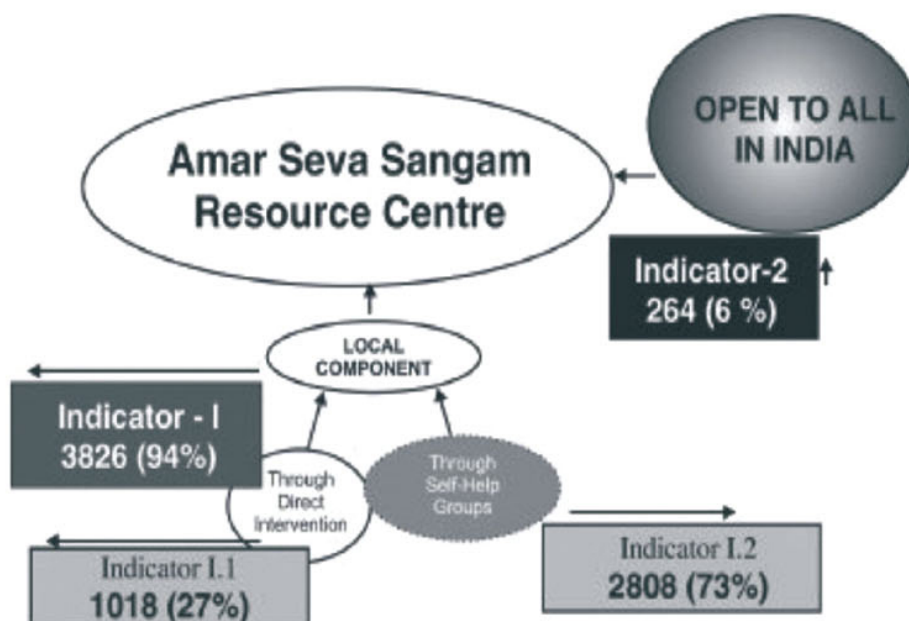 OPEN TO ALL
IN INDIA
Amar Seva Sangam
Resource Centre
Indicator-2
264 (6 %)
LOCAL
COMPONENT
Indicator - I
3826 (94%)
Through
Direct
Intervention
Through
Self-Help
Groups
Indicator I.1
1018 (27%)
Indicator I.2
2808 (73%)